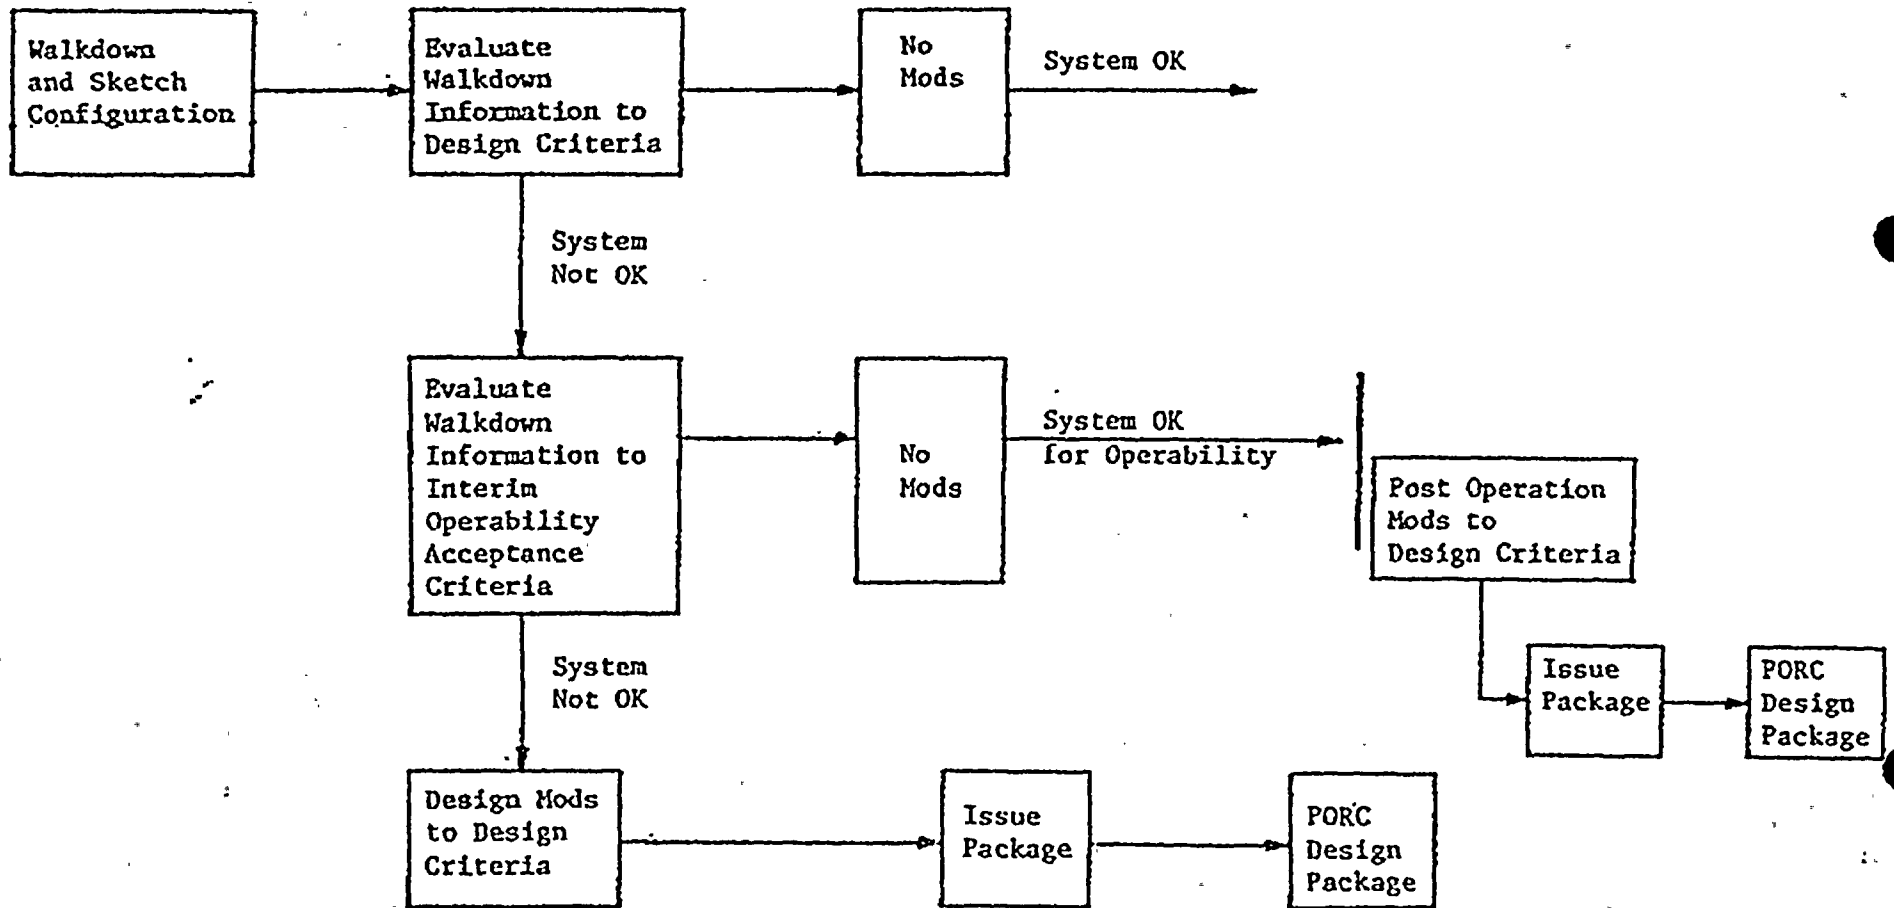 Walkdown
and Sketch
Configuration
Evaluate
Walkdown
Information to
Design Criteria
No
Mods
System OK
System
Not OK
Evaluate
Walkdown
Information to
Interim
Operability
Acceptance
Criteria
No
Mods
System OK
for Operability
Post Operation
Mods to
Design Criteria
Issue
Package
PORC
Design
Package
System
Not OK
Design Mods
to Design
Criteria
Issue
Package
PORC
Design
Package